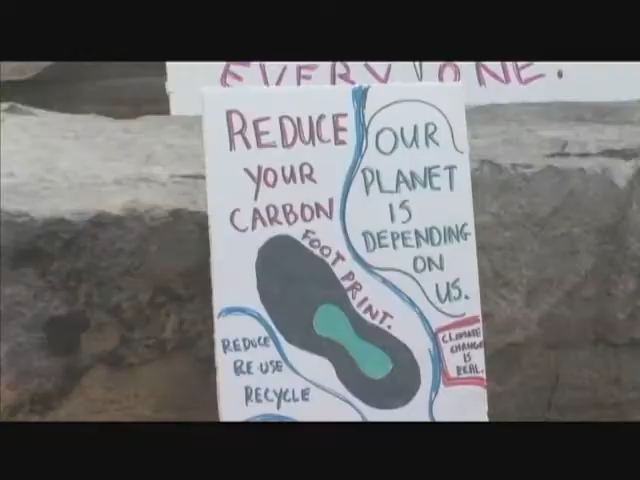 EVERYONE.
REDUCE
YOUR
CARBON
FOOT PRINT.
OUR
PLANET
IS
DEPENDING
ON
US.
REDUCE
RE-USE
RECYCLE
CLIMATE
CHANGE
IS
REAL.